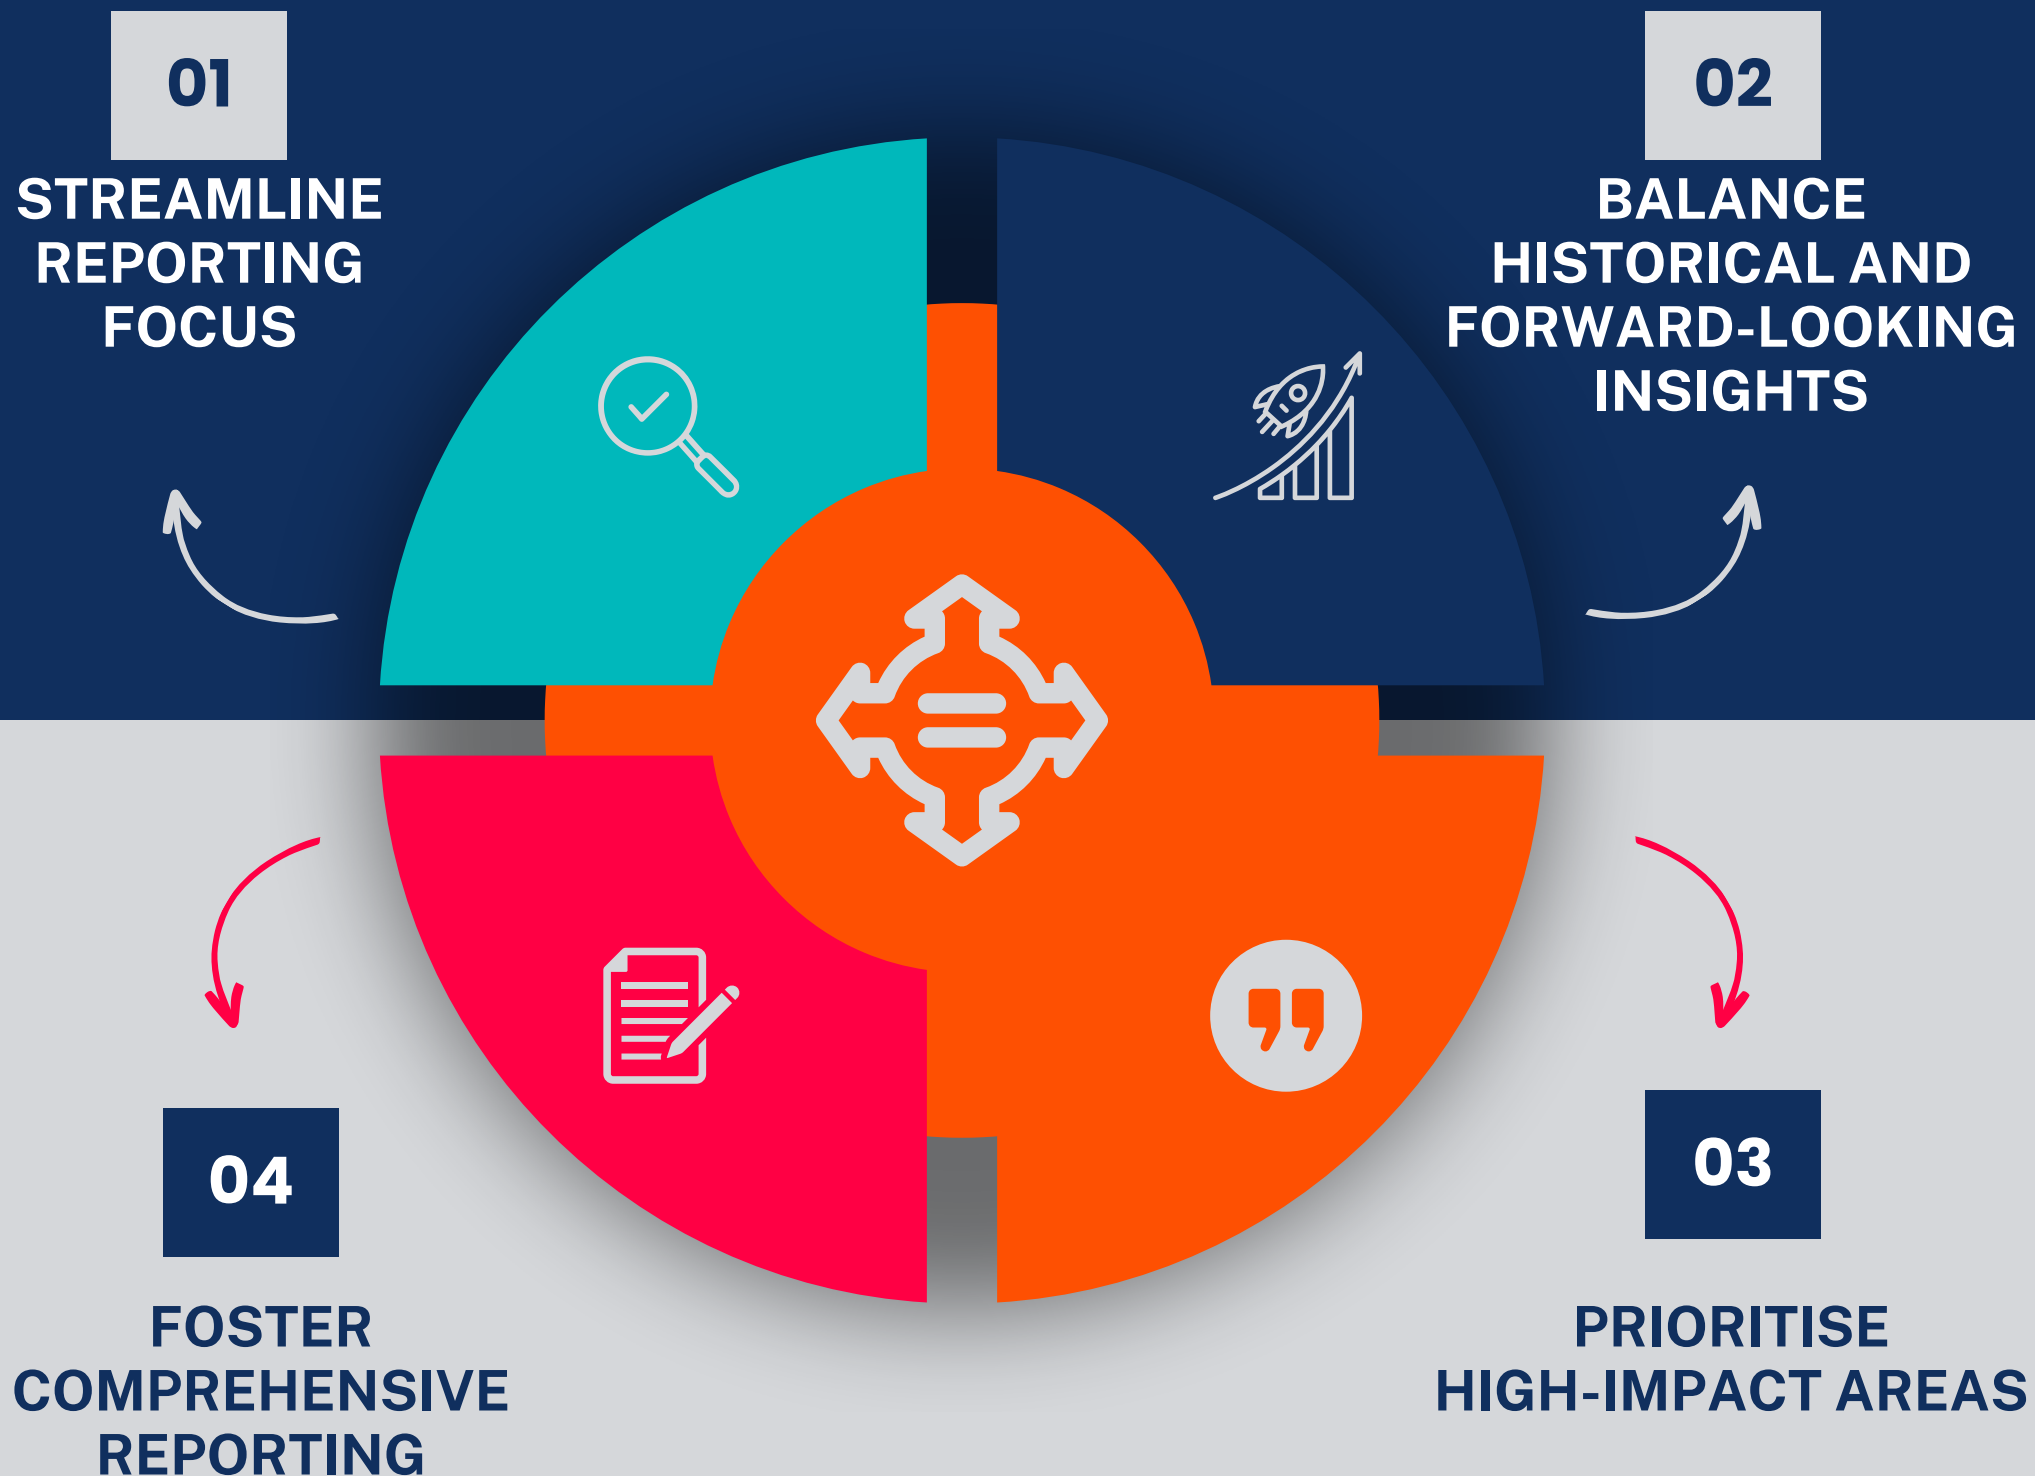 01
STREAMLINE
REPORTING
FOCUS
02
BALANCE
HISTORICAL AND
FORWARD-LOOKING
INSIGHTS
03
PRIORITISE
HIGH-IMPACT AREAS
04
FOSTER
COMPREHENSIVE
REPORTING